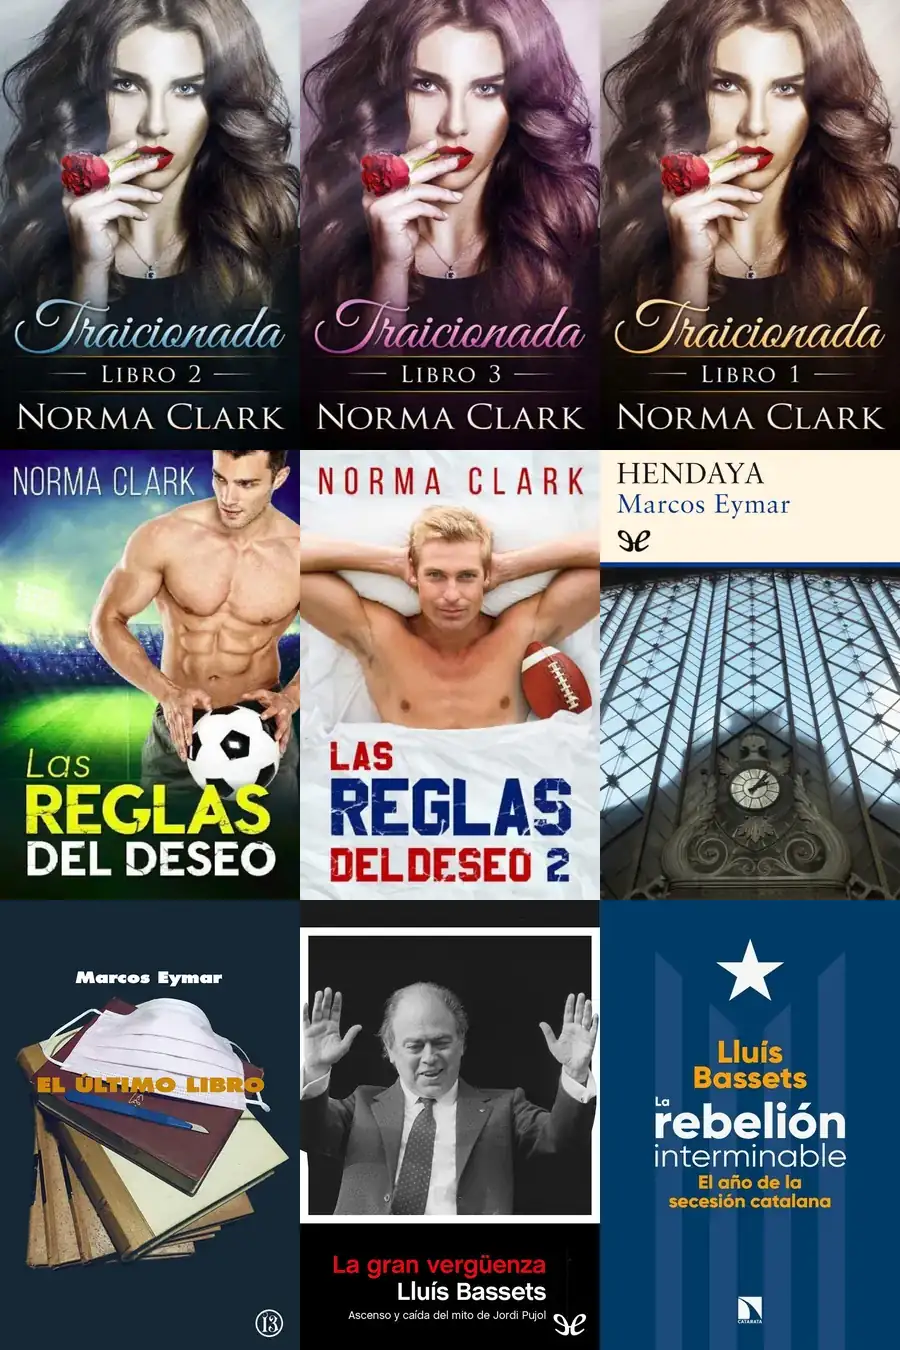 Traicionada
LIBRO 2
NORMA CLARK
Traicionada
LIBRO 3
NORMA CLARK
Traicionada
LIBRO 1
NORMA CLARK
NORMA CLARK
Las
REGLAS
DEL DESEO
NORMA CLARK
LAS
REGLAS
DEL DESEO 2
HENDAYA
Marcos Eymar
Marcos Eymar
EL ÚLTIMO LIBRO
13
La gran vergüenza
Lluís Bassets
Ascenso y caída del mito de Jordi Pujol
Lluís
Bassets
La
rebelión
interminable
El año de la
secesión catalana
CATARATA